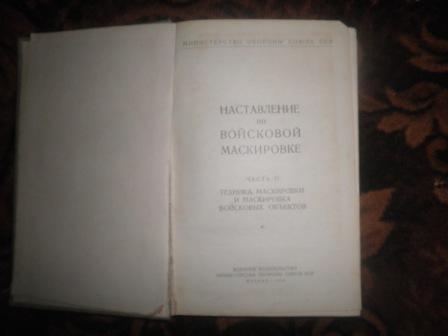 МИНИСТЕРСТВО ОБОРОНЫ СОЮЗА ССР
НАСТАВЛЕНИЕ
ПО
ВОЙСКОВОЙ
МАСКИРОВКЕ
ЧАСТЬ II
ТЕХНИКА МАСКИРОВКИ
И МАСКИРОВКА
ВОЙСКОВЫХ ОБЪЕКТОВ
ВОЕННОЕ ИЗДАТЕЛЬСТВО
МИНИСТЕРСТВА ОБОРОНЫ СОЮЗА ССР
МОСКВА